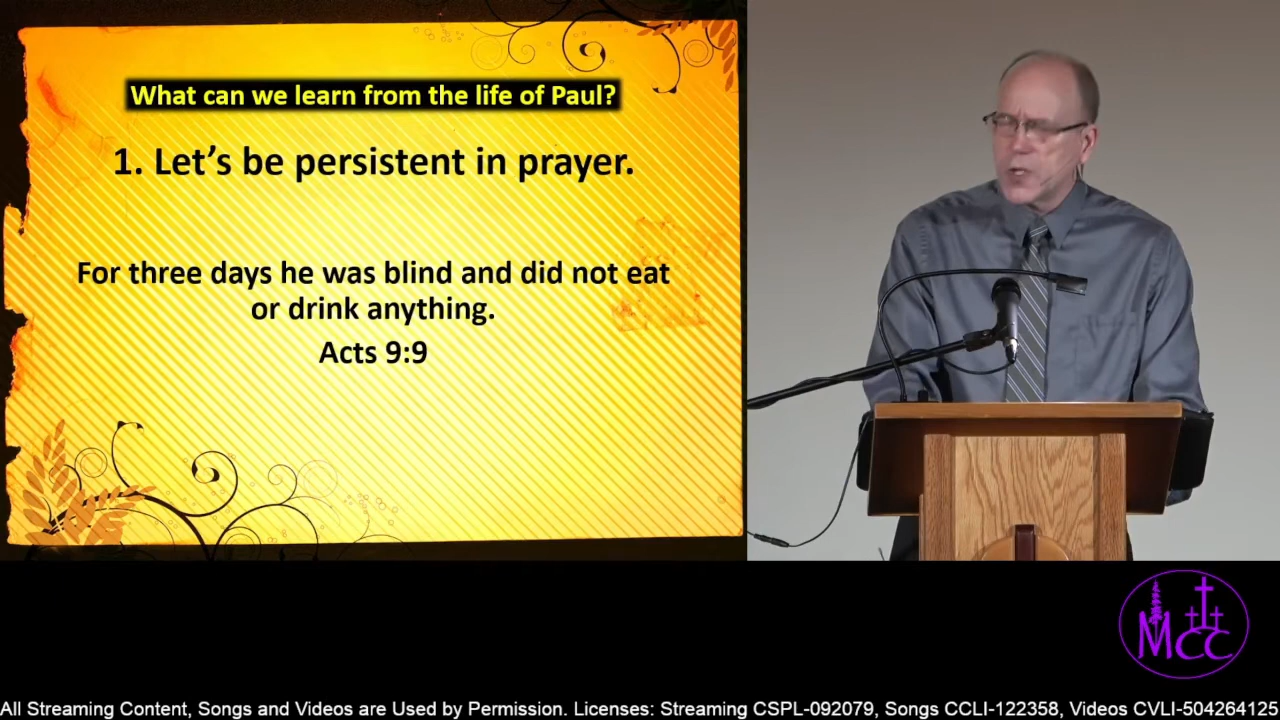 What can we learn from the life of Paul?
1. Let's be persistent in prayer.
For three days he was blind and did not eat
or drink anything.
Acts 9:9
MCC
All Streaming Content, Songs and Videos are Used by Permission. Licenses: Streaming CSPL-092079, Songs CCLI-122358, Videos CVLI-504264125